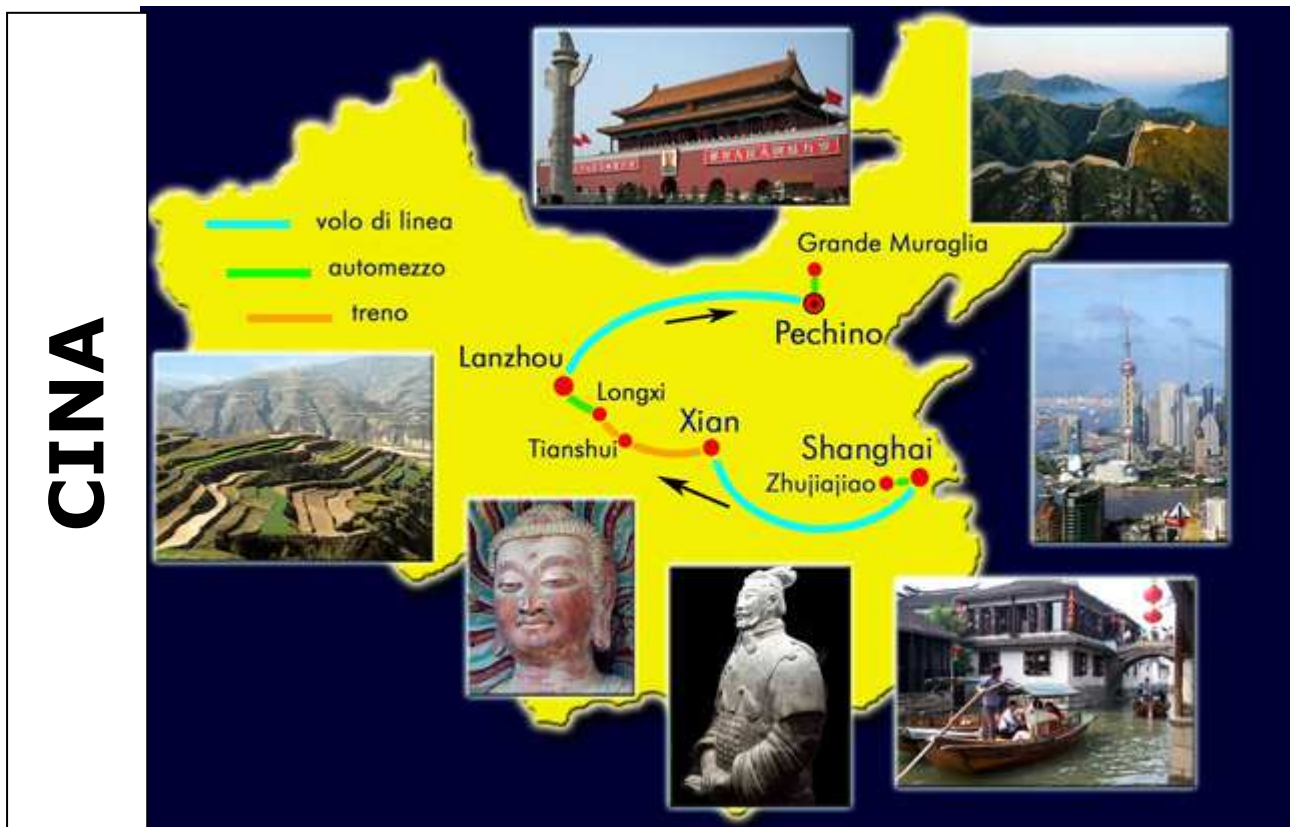 CINA
volo di linea
automezzo
treno
Grande Muraglia
Pechino
Lanzhou
Longxi
Tianshui
Xian
Shanghai
Zhujiajiao